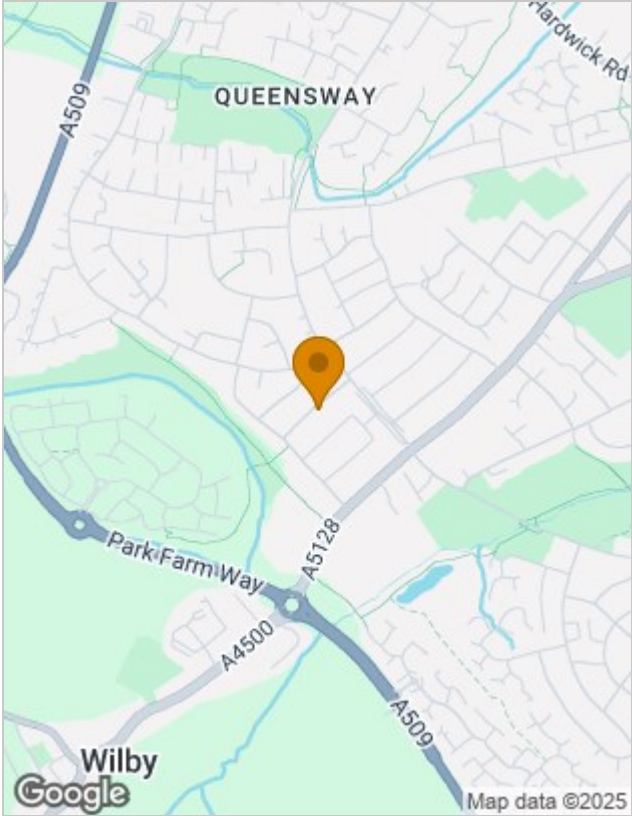 Hardwick Rd
A509
QUEENSWAY
A5128
Park Farm Way
A4500
A509
Wilby
Google
Map data ©2025